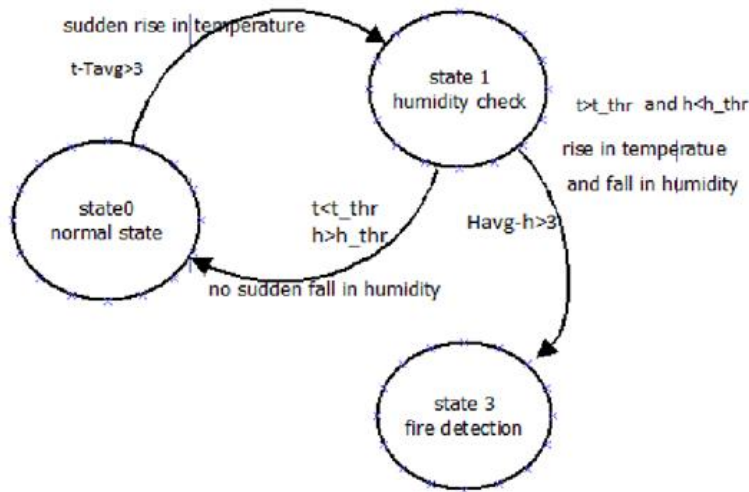 sudden rise in temperature
t-Tavg>3
state 1
humidity check
t>t_thr and h<h_thr
rise in temperatue
and fall in humidity
state0
normal state
t<t_thr
h>h_thr
Havg-h>3
no sudden fall in humidity
state 3
fire detection